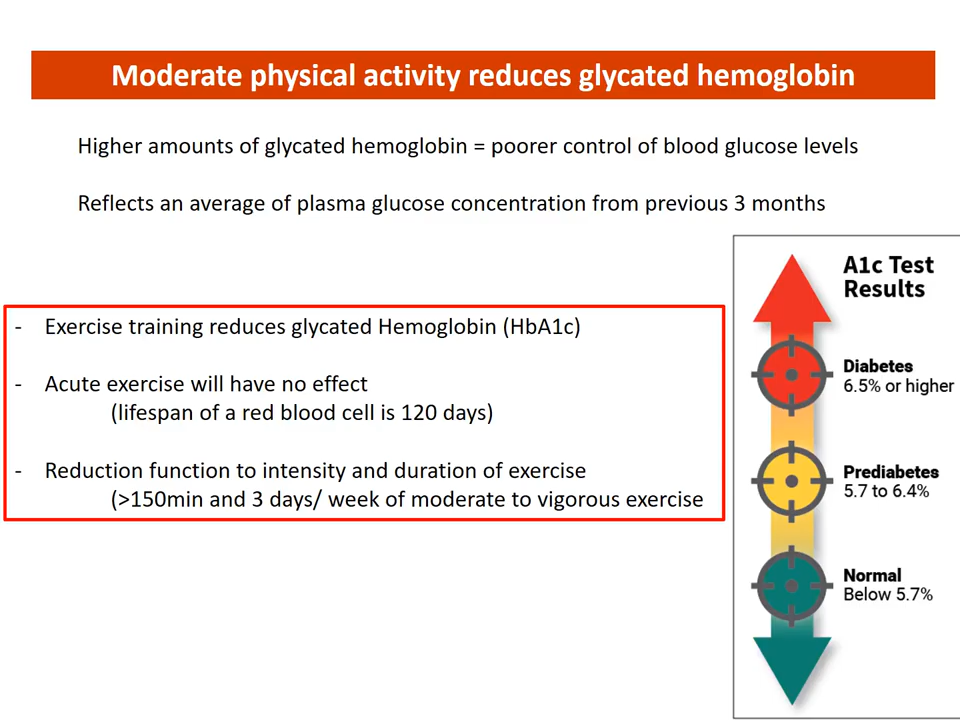 Moderate physical activity reduces glycated hemoglobin
Higher amounts of glycated hemoglobin = poorer control of blood glucose levels
Reflects an average of plasma glucose concentration from previous 3 months
- Exercise training reduces glycated Hemoglobin (HbA1c)
- Acute exercise will have no effect
(lifespan of a red blood cell is 120 days)
- Reduction function to intensity and duration of exercise
(>150min and 3 days/ week of moderate to vigorous exercise
A1c Test
Results
Diabetes
6.5% or higher
Prediabetes
5.7 to 6.4%
Normal
Below 5.7%